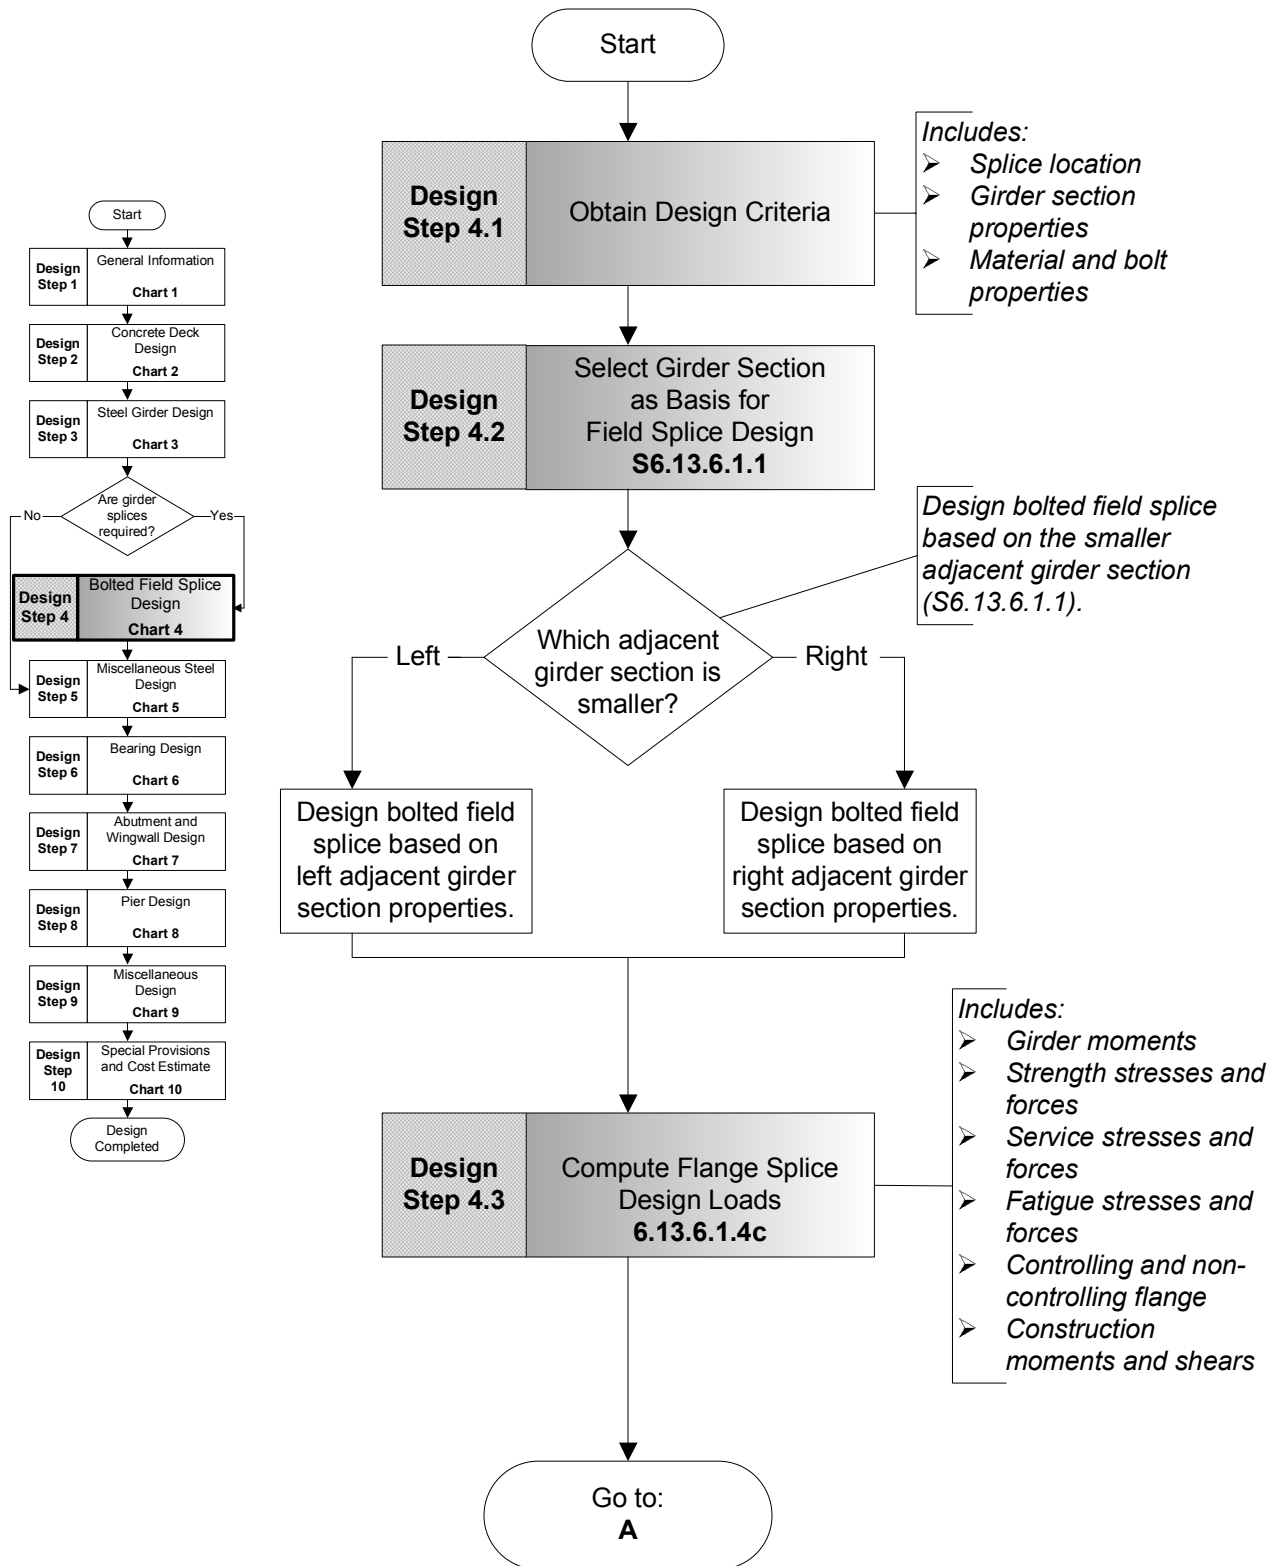 Start
Design
Step 1
General Information
Chart 1
Design
Step 2
Concrete Deck
Design
Chart 2
Design
Step 3
Steel Girder Design
Chart 3
Are girder
splices
required?
No
Yes
Design
Step 4
Bolted Field Splice
Design
Chart 4
Design
Step 5
Miscellaneous Steel
Design
Chart 5
Design
Step 6
Bearing Design
Chart 6
Design
Step 7
Abutment and
Wingwall Design
Chart 7
Design
Step 8
Pier Design
Chart 8
Design
Step 9
Miscellaneous
Design
Chart 9
Design
Step
10
Special Provisions
and Cost Estimate
Chart 10
Design
Completed
Start
Design
Step 4.1
Obtain Design Criteria
Includes:
➢ Splice location
➢ Girder section
properties
➢ Material and bolt
properties
Design
Step 4.2
Select Girder Section
as Basis for
Field Splice Design
S6.13.6.1.1
Design bolted field splice
based on the smaller
adjacent girder section
(S6.13.6.1.1).
Which adjacent
girder section is
smaller?
Left
Right
Design bolted field
splice based on
left adjacent girder
section properties.
Design bolted field
splice based on
right adjacent girder
section properties.
Design
Step 4.3
Compute Flange Splice
Design Loads
6.13.6.1.4c
Includes:
➢ Girder moments
➢ Strength stresses and
forces
➢ Service stresses and
forces
➢ Fatigue stresses and
forces
➢ Controlling and non-
controlling flange
➢ Construction
moments and shears
Go to:
A